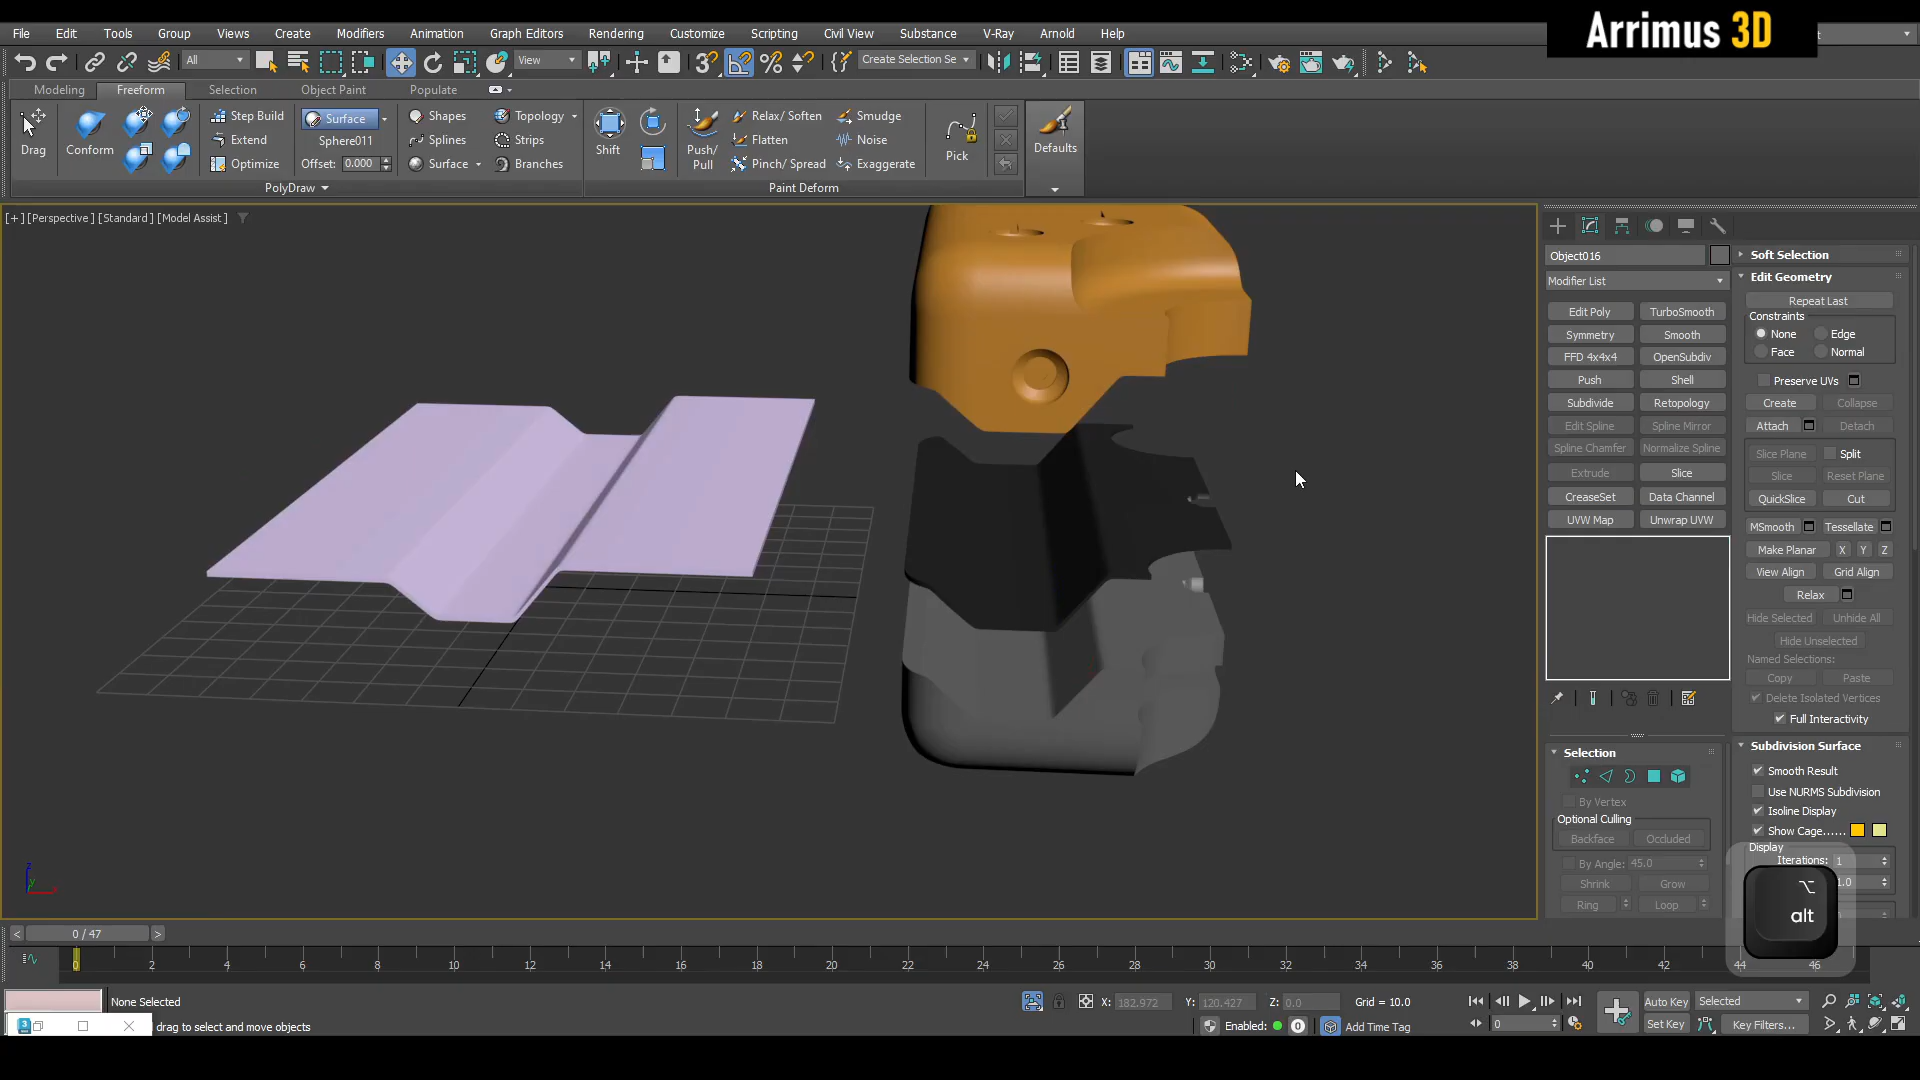 Arrimus 3D
File Edit Tools Group Views Create Modifiers Animation Graph Editors Rendering Customize Scripting Civil View Substance V-Ray Arnold Help
All View Create Selection Se
Modeling Freeform Selection Object Paint Populate
Step Build Surface Shapes Topology Relax/ Soften Smudge
Drag Conform Extend Sphere011 Splines Strips Shift Push/ Pull Flatten Noise Pick Defaults
Optimize Offset: 0.000 Surface Branches Pinch/ Spread Exaggerate
PolyDraw Paint Deform
[+] [Perspective ] [Standard ] [Model Assist ]
Object016
Modifier List
Edit Poly TurboSmooth
Symmetry Smooth
FFD 4x4x4 OpenSubdiv
Push Shell
Subdivide Retopology
Edit Spline Spline Mirror
Spline Chamfer Normalize Spline
Extrude Slice
CreaseSet Data Channel
UVW Map Unwrap UVW
Selection
By Vertex
Optional Culling
Backface Occluded
By Angle: 45.0
Shrink Grow
Ring Loop
Soft Selection
Edit Geometry
Repeat Last
Constraints
None Edge
Face Normal
Preserve UVs
Create Collapse
Attach Detach
Slice Plane Split
Slice Reset Plane
QuickSlice Cut
MSmooth Tessellate
Make Planar X Y Z
View Align Grid Align
Relax
Hide Selected Unhide All
Hide Unselected
Named Selections:
Copy Paste
Delete Isolated Vertices
Full Interactivity
Subdivision Surface
Smooth Result
Use NURMS Subdivision
Isoline Display
Show Cage......
Display
Iterations: 1
1.0
alt
z y x
< 0 / 47 >
0 2 4 6 8 10 12 14 16 18 20 22 24 26 28 30 32 34 36 38 40 42 44 46
None Selected X: 182.972 Y: 120.427 Z: 0.0 Grid = 10.0 Auto Key Selected
3 drag to select and move objects Enabled: 0 Add Time Tag 0 Set Key Key Filters...